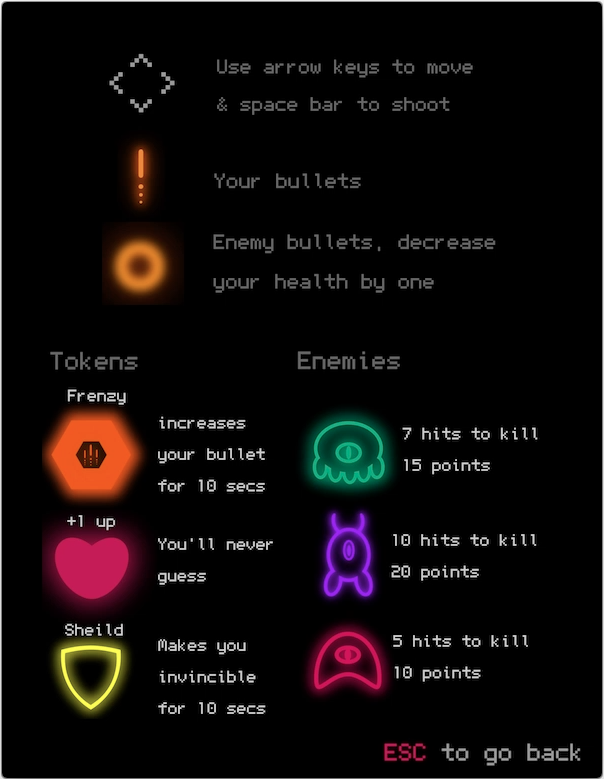 Use arrow keys to move
& space bar to shoot
Your bullets
Enemy bullets, decrease
your health by one
Tokens
Frenzy
increases
your bullet
for 10 secs
+1 up
You'll never
guess
Sheild
Makes you
invincible
for 10 secs
Enemies
7 hits to kill
15 points
10 hits to kill
20 points
5 hits to kill
10 points
ESC to go back